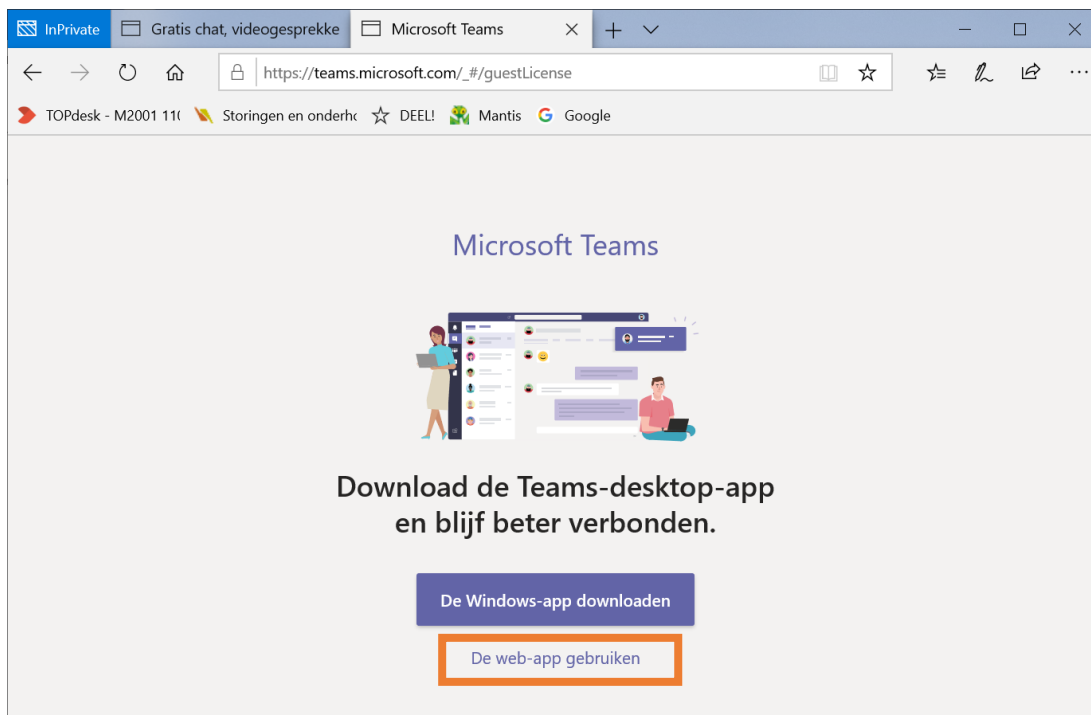 InPrivate
Gratis chat, videogesprekke
Microsoft Teams
https://teams.microsoft.com/_#/guestLicense
TOPdesk - M2001 11(
Storingen en onderho
DEEL!
Mantis
Google
Microsoft Teams
Download de Teams-desktop-app
en blijf beter verbonden.
De Windows-app downloaden
De web-app gebruiken